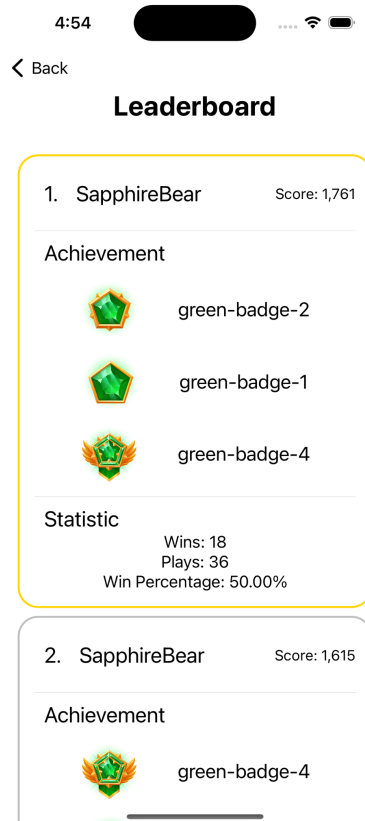 4:54
Back
Leaderboard
1. SapphireBear Score: 1,761
Achievement
green-badge-2
green-badge-1
green-badge-4
Statistic
Wins: 18
Plays: 36
Win Percentage: 50.00%
2. SapphireBear Score: 1,615
Achievement
green-badge-4